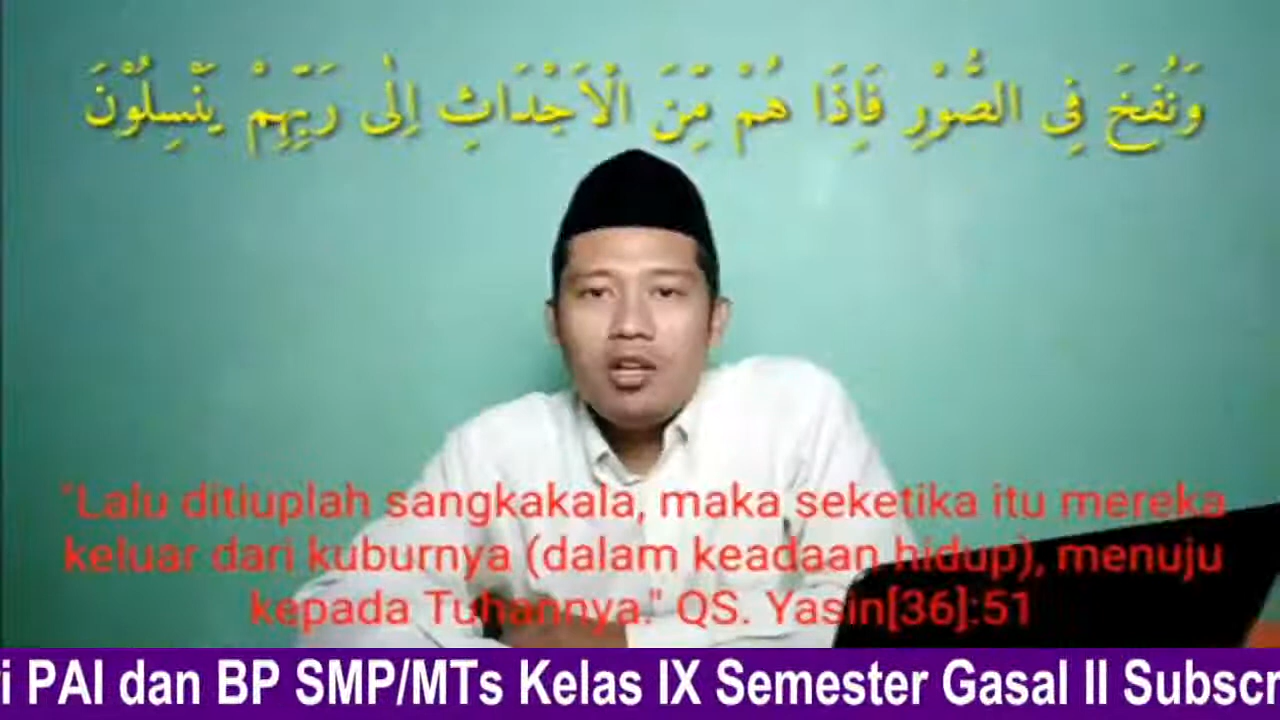 وَنُفِخَ فِى الصُّوْرِ فَاِذَا هُمْ مِّنَ الْاَجْدَاثِ اِلٰى رَبِّهِمْ يَنْسِلُوْنَ
"Lalu ditiuplah sangkakala, maka seketika itu mereka
keluar dari kuburnya (dalam keadaan hidup), menuju
kepada Tuhannya." QS. Yasin[36]:51
PAI dan BP SMP/MTs Kelas IX Semester Gasal II